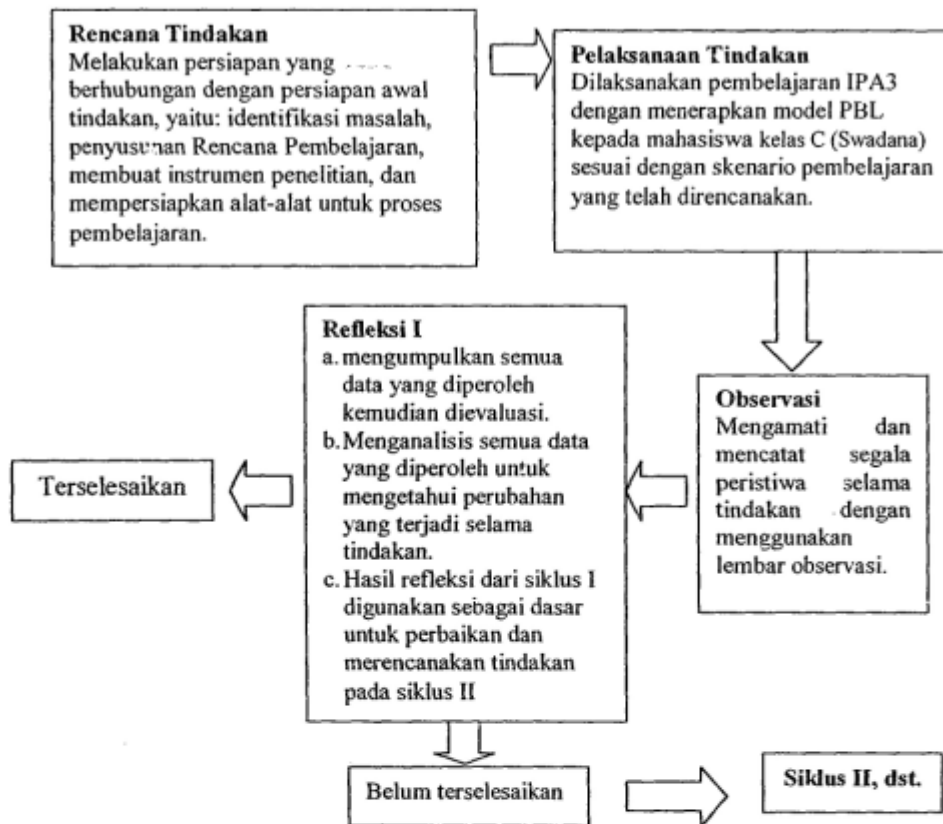 Rencana Tindakan
Melakukan persiapan yang
berhubungan dengan persiapan awal
tindakan, yaitu: identifikasi masalah,
penyusunan Rencana Pembelajaran,
membuat instrumen penelitian, dan
mempersiapkan alat-alat untuk proses
pembelajaran.
Pelaksanaan Tindakan
Dilaksanakan pembelajaran IPA3
dengan menerapkan model PBL
kepada mahasiswa kelas C (Swadana)
sesuai dengan skenario pembelajaran
yang telah direncanakan.
Observasi
Mengamati dan
mencatat segala
peristiwa selama
tindakan dengan
menggunakan
lembar observasi.
Refleksi I
a. mengumpulkan semua
data yang diperoleh
kemudian dievaluasi.
b. Menganalisis semua data
yang diperoleh untuk
mengetahui perubahan
yang terjadi selama
tindakan.
c. Hasil refleksi dari siklus I
digunakan sebagai dasar
untuk perbaikan dan
merencanakan tindakan
pada siklus II
Terselesaikan
Belum terselesaikan
Siklus II, dst.